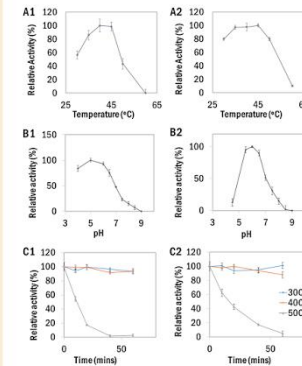 A1
120
100
80
60
40
20
0
Relative Activity (%)
25 45 65
Temperature (°C)
A2
120
100
80
60
40
20
0
Relative Activity (%)
25 45 65
Temperature (°C)
B1
150
100
50
0
Relative activity (%)
3 5 7 9
pH
B2
100
50
0
Relative activity (%)
3 5 7 9
pH
C1
120
100
80
60
40
20
0
Relative activity (%)
0 50
Time (mins)
C2
120
100
80
60
40
20
0
Relative activity (%)
0 50
Time (mins)
30C
40C
50C